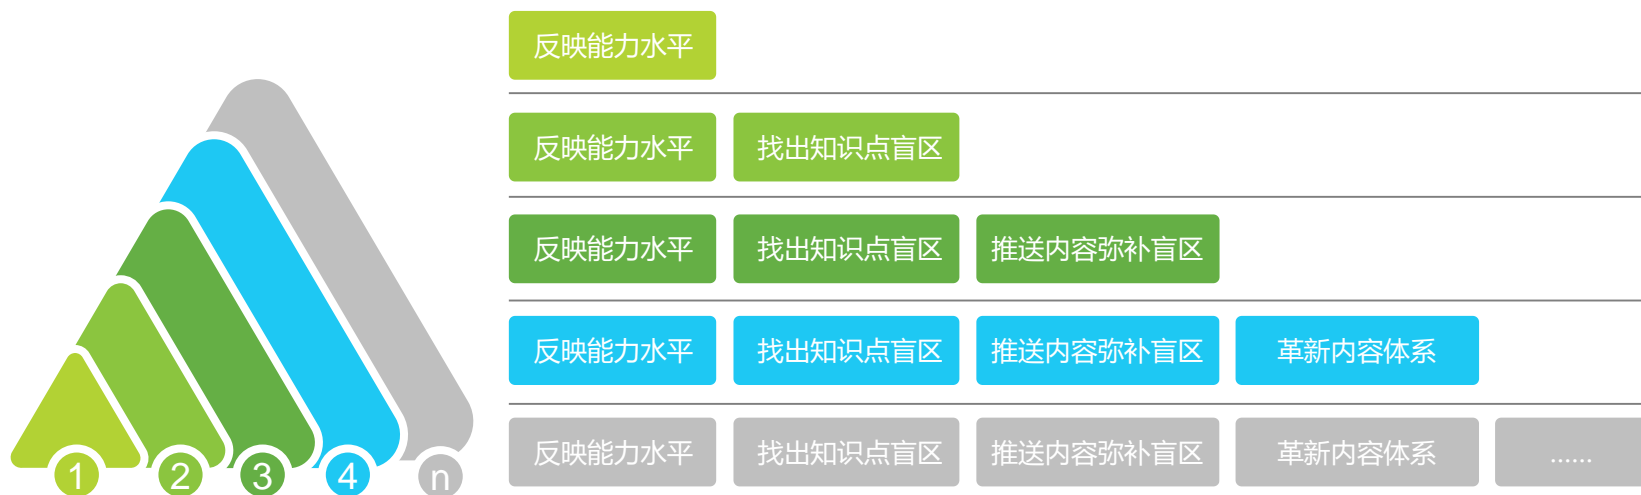 反映能力水平
反映能力水平 找出知识点盲区
反映能力水平 找出知识点盲区 推送内容弥补盲区
反映能力水平 找出知识点盲区 推送内容弥补盲区 革新内容体系
反映能力水平 找出知识点盲区 推送内容弥补盲区 革新内容体系 ......
1 2 3 4 n